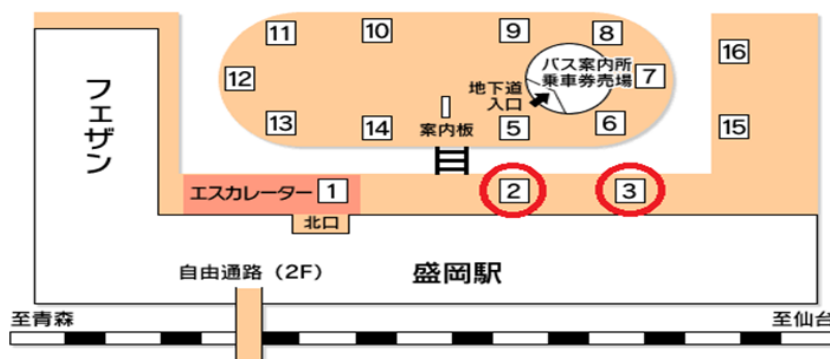 11
10
9
8
16
フェザン
12
バス案内所
乗車券売場
7
地下道
入口
13
14
案内板
5
6
15
エスカレーター
1
2
3
北口
自由通路（2F）
盛岡駅
至青森
至仙台